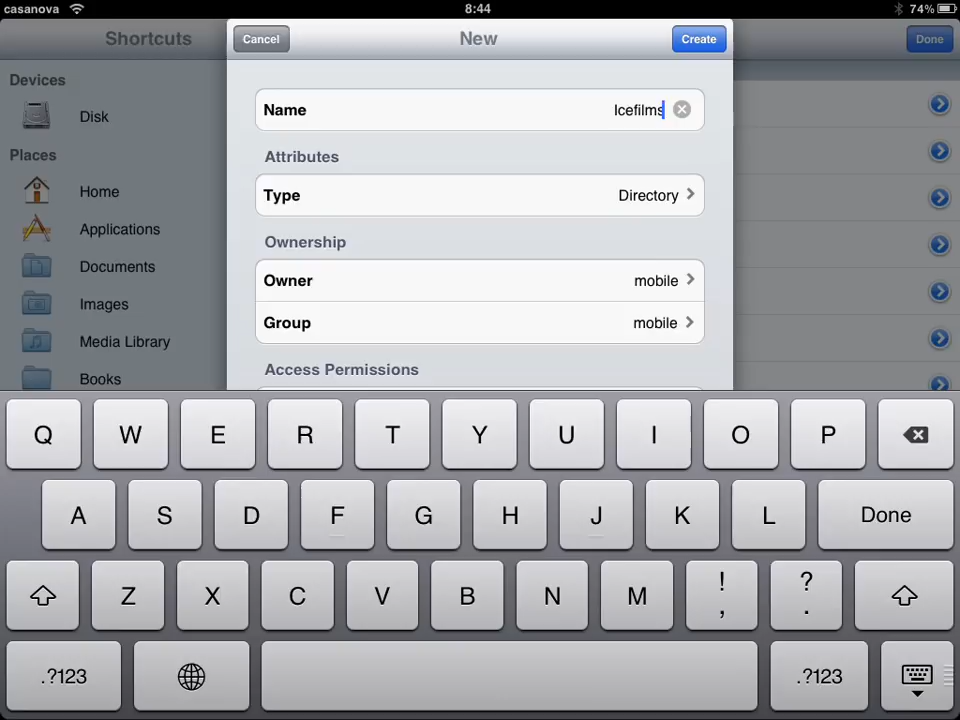 casanova 8:44 74%
Shortcuts Cancel New Create Done
Devices
Disk
Places
Home
Applications
Documents
Images
Media Library
Books
Name Icefilms
Attributes
Type Directory
Ownership
Owner mobile
Group mobile
Access Permissions
Q W E R T Y U I O P
A S D F G H J K L Done
Z X C V B N M ! , ? .
.?123 .?123